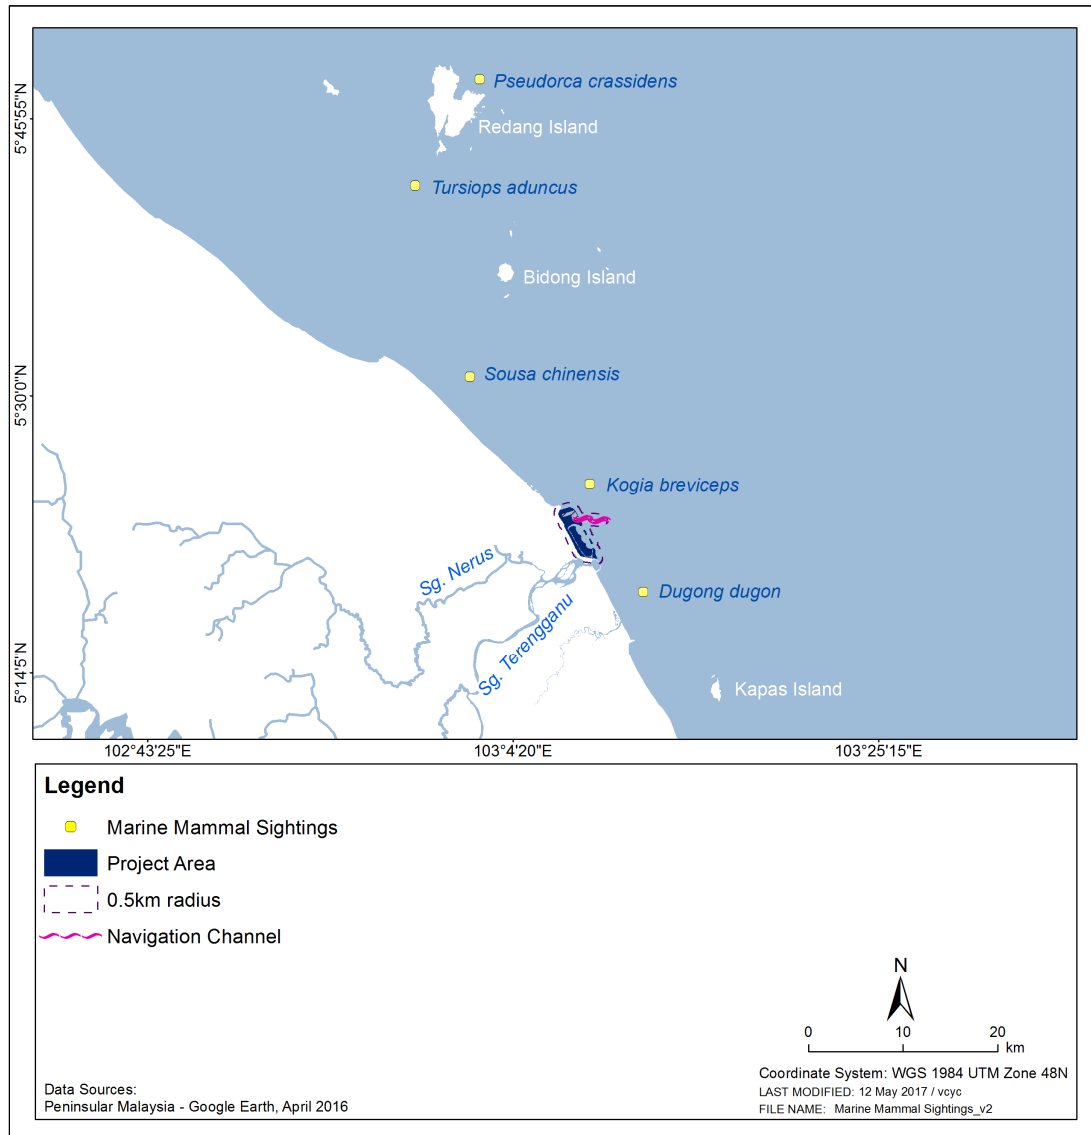 Pseudorca crassidens
Redang Island
5°45'55"N
Tursiops aduncus
Bidong Island
Sousa chinensis
5°30'0"N
Kogia breviceps
Sg. Nerus
Dugong dugon
Sg. Terengganu
5°14'5"N
Kapas Island
102°43'25"E
103°4'20"E
103°25'15"E
Legend
Marine Mammal Sightings
Project Area
0.5km radius
Navigation Channel
N
0 10 20
km
Coordinate System: WGS 1984 UTM Zone 48N
LAST MODIFIED: 12 May 2017 / vcyc
FILE NAME: Marine Mammal Sightings_v2
Data Sources:
Peninsular Malaysia - Google Earth, April 2016